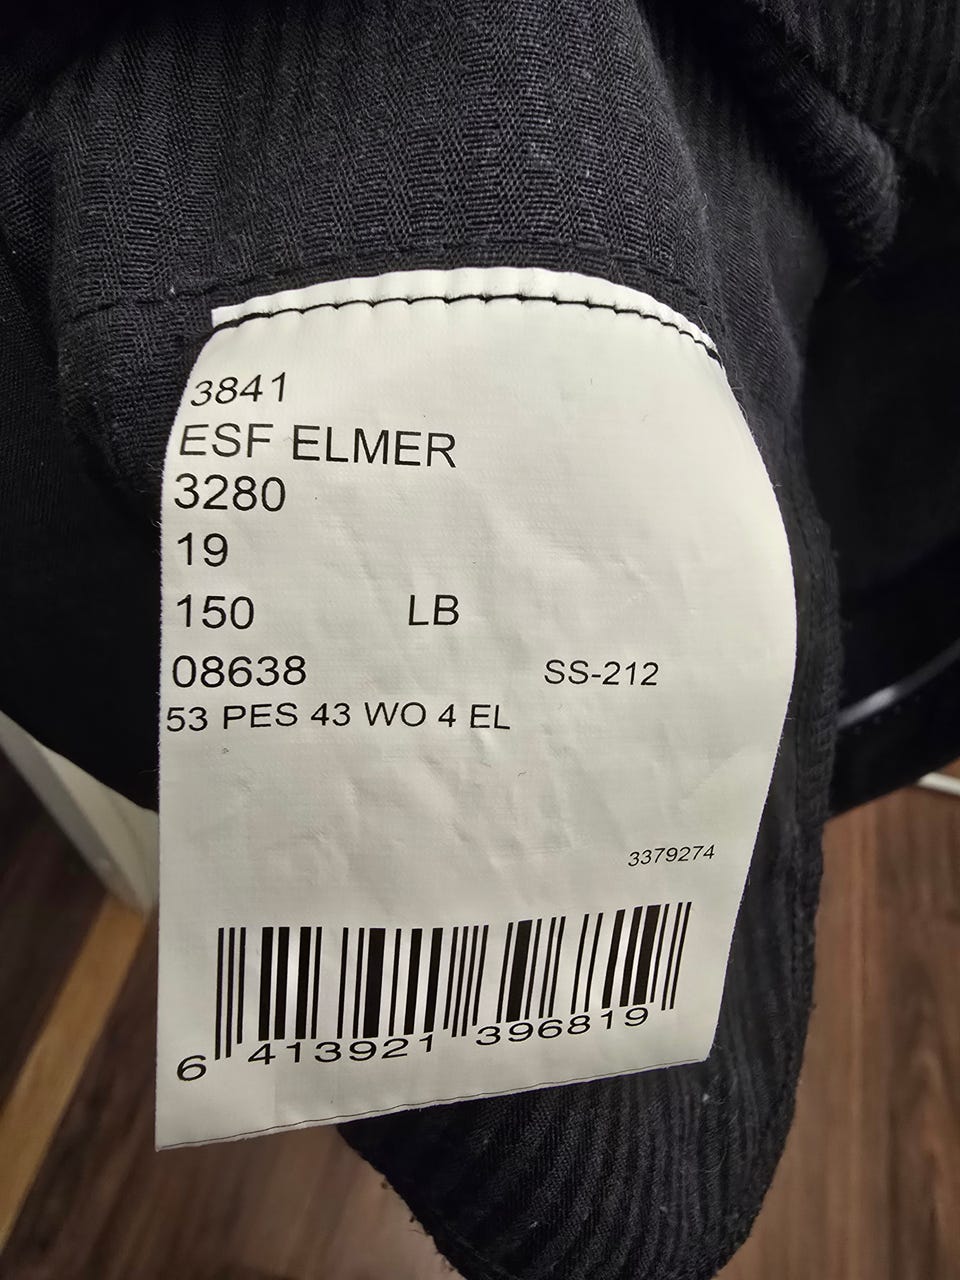 3841
ESF ELMER
3280
19
150 LB
08638 SS-212
53 PES 43 WO 4 EL
3379274
6 413921 396819